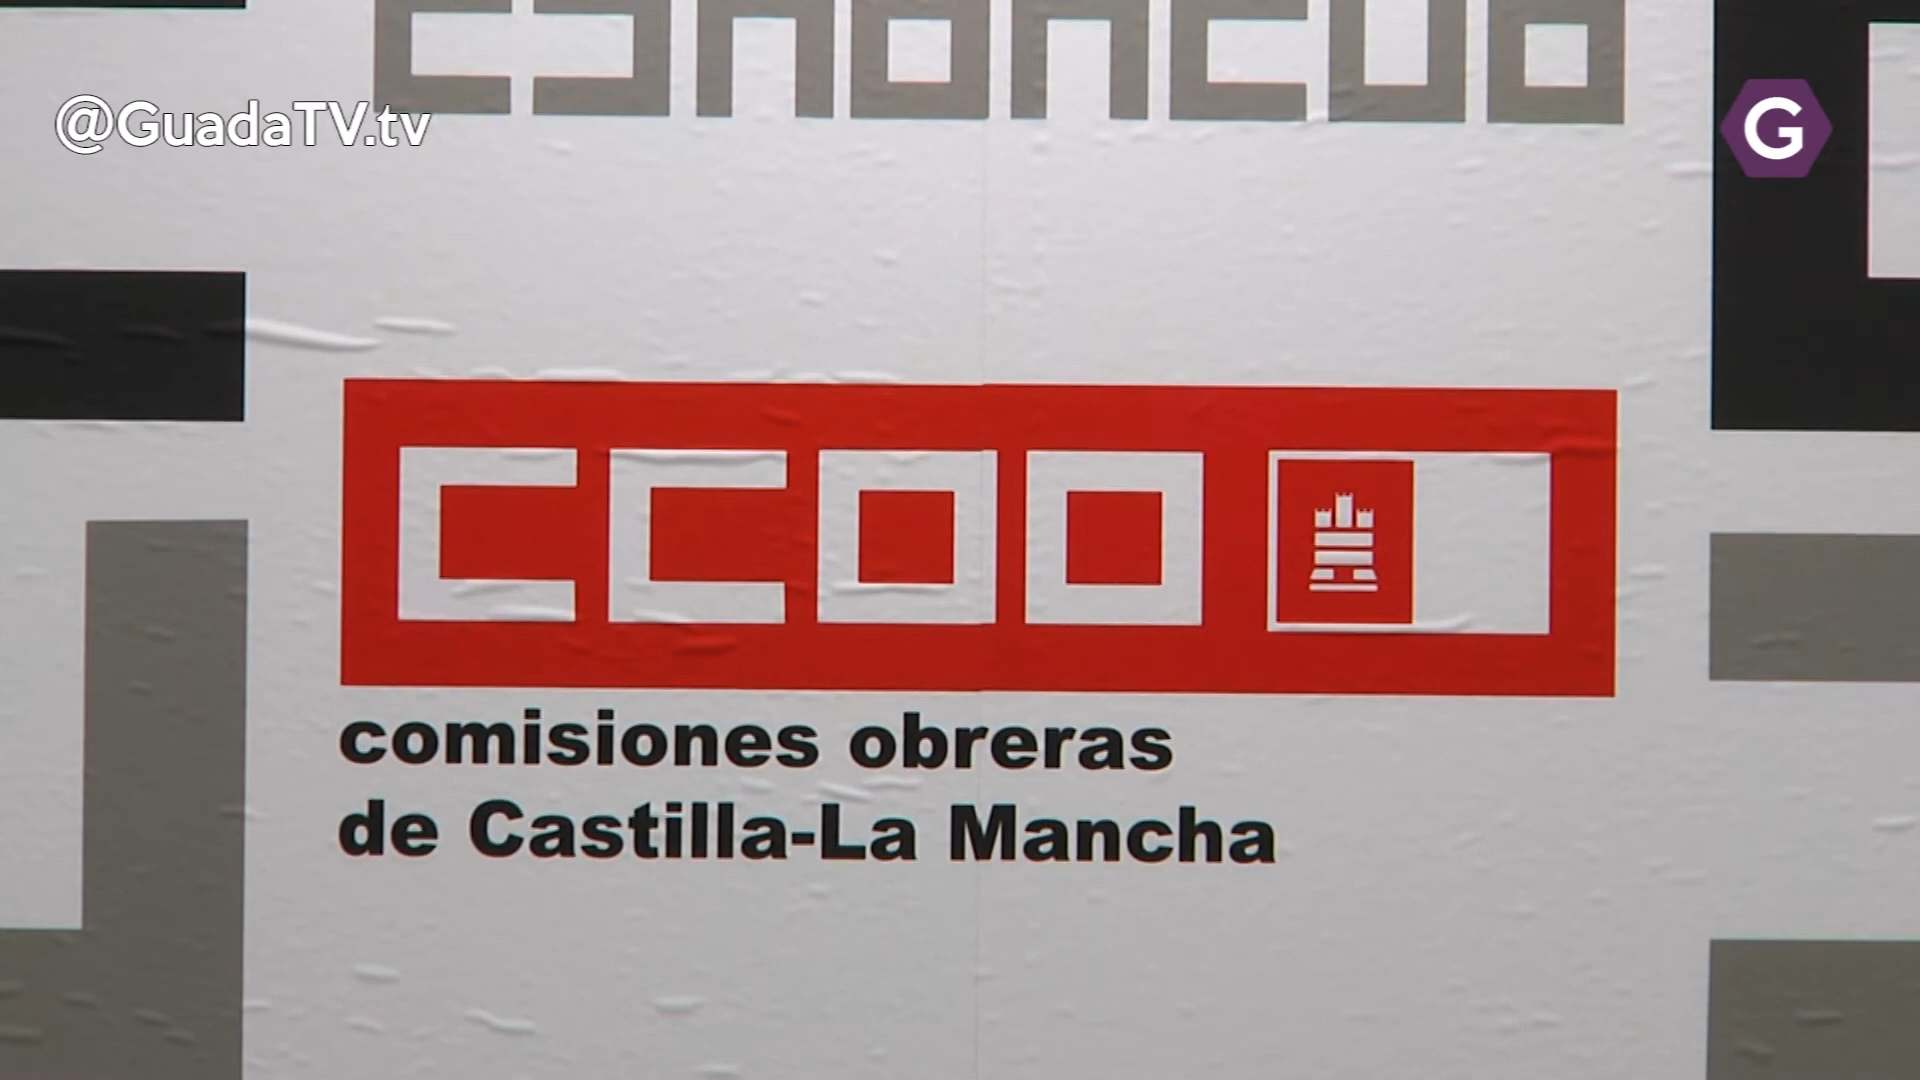 @GuadaTV.tv
G
CCOO
comisiones obreras
de Castilla-La Mancha